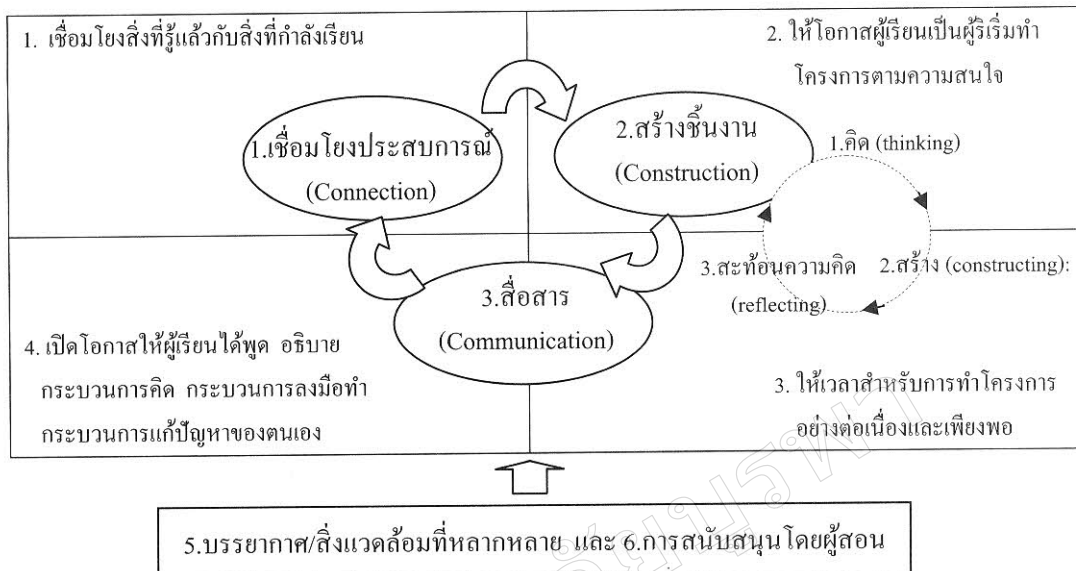 1. เชื่อมโยงสิ่งที่รู้แล้วกับสิ่งที่กำลังเรียน
2. ให้โอกาสผู้เรียนเป็นผู้ริเริ่มทำ
โครงการตามความสนใจ
1.เชื่อมโยงประสบการณ์
(Connection)
2.สร้างชิ้นงาน
(Construction)
1.คิด (thinking)
3.สะท้อนความคิด
(reflecting)
2.สร้าง (constructing):
3.สื่อสาร
(Communication)
4. เปิดโอกาสให้ผู้เรียนได้พูด อธิบาย
กระบวนการคิด กระบวนการลงมือทำ
กระบวนการแก้ปัญหาของตนเอง
3. ให้เวลาสำหรับการทำโครงการ
อย่างต่อเนื่องและเพียงพอ
5.บรรยากาศ/สิ่งแวดล้อมที่หลากหลาย และ 6.การสนับสนุนโดยผู้สอน